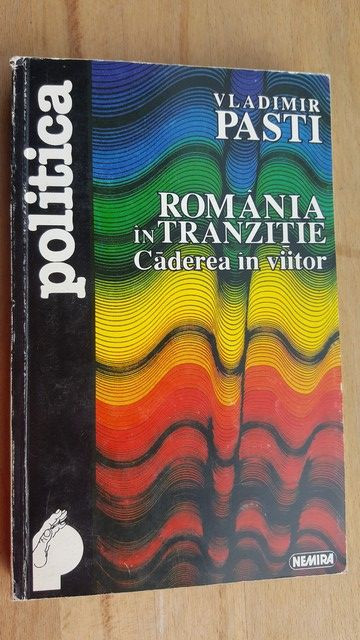 politica
VLADIMIR
PASTI
ROMÂNIA
ÎN TRANZIȚIE
Căderea în viitor
NEMIRA